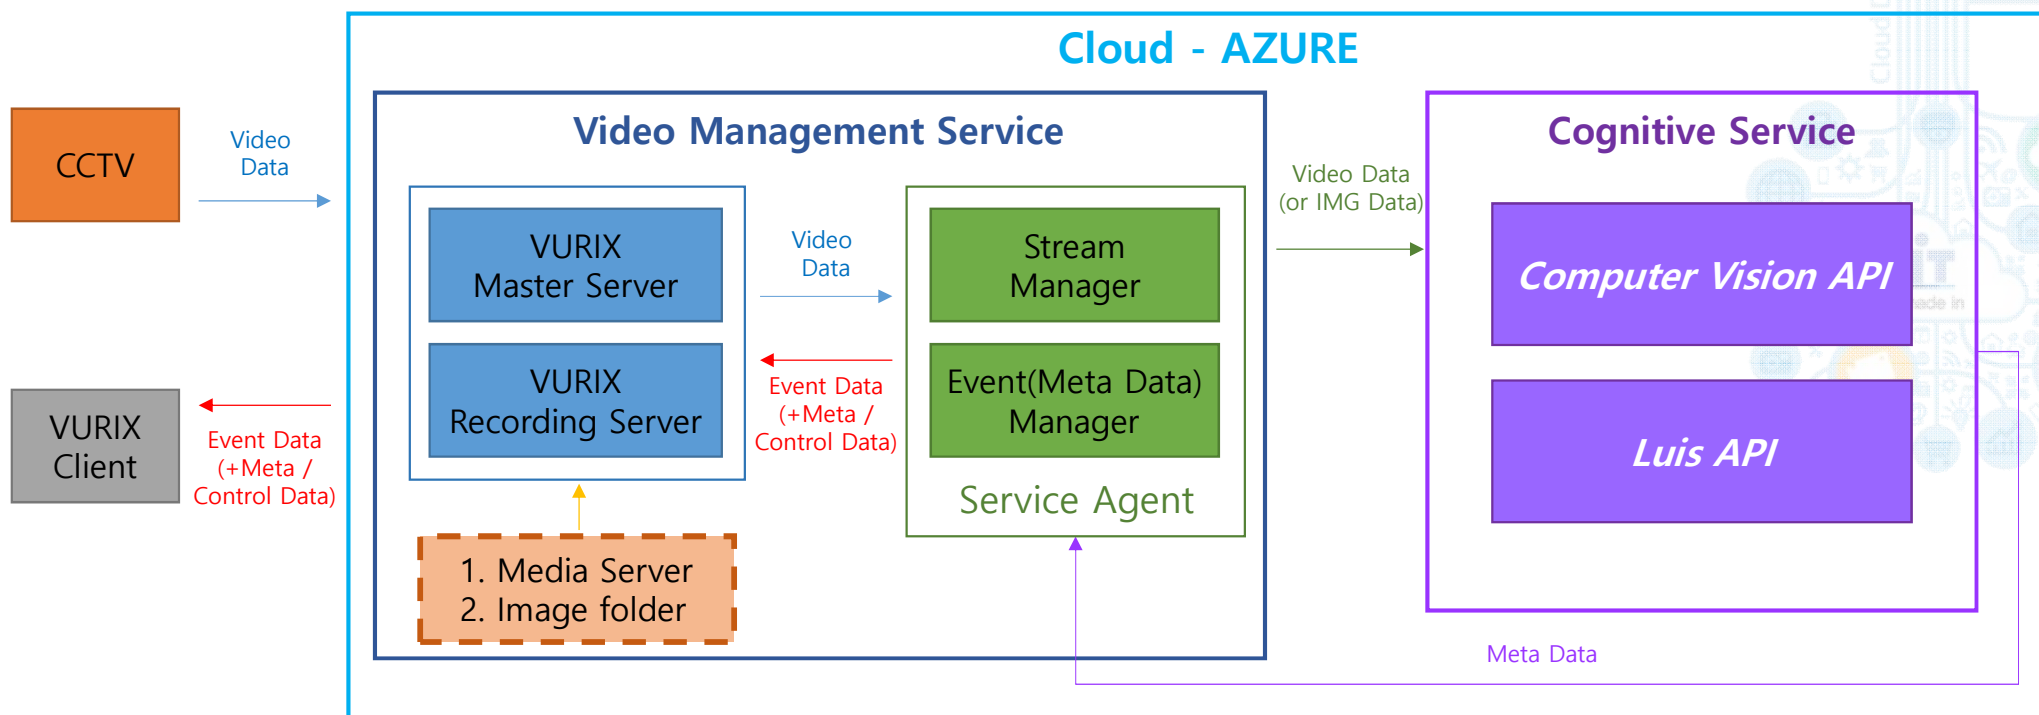 Cloud - AZURE
Video Management Service
Cognitive Service
CCTV
Video
Data
VURIX
Master Server
Video
Data
Stream
Manager
Video Data
(or IMG Data)
Computer Vision API
VURIX
Recording Server
Event Data
(+Meta /
Control Data)
Event(Meta Data)
Manager
Service Agent
Luis API
VURIX
Client
Event Data
(+Meta /
Control Data)
1. Media Server
2. Image folder
Meta Data